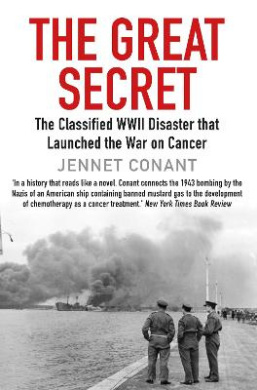 THE GREAT
SECRET
The Classified WWII Disaster that
Launched the War on Cancer
JENNET CONANT
'In a history that reads like a novel, Conant connects the 1943 bombing by the
Nazis of an American ship containing banned mustard gas to the development
of chemotherapy as a cancer treatment.' New York Times Book Review